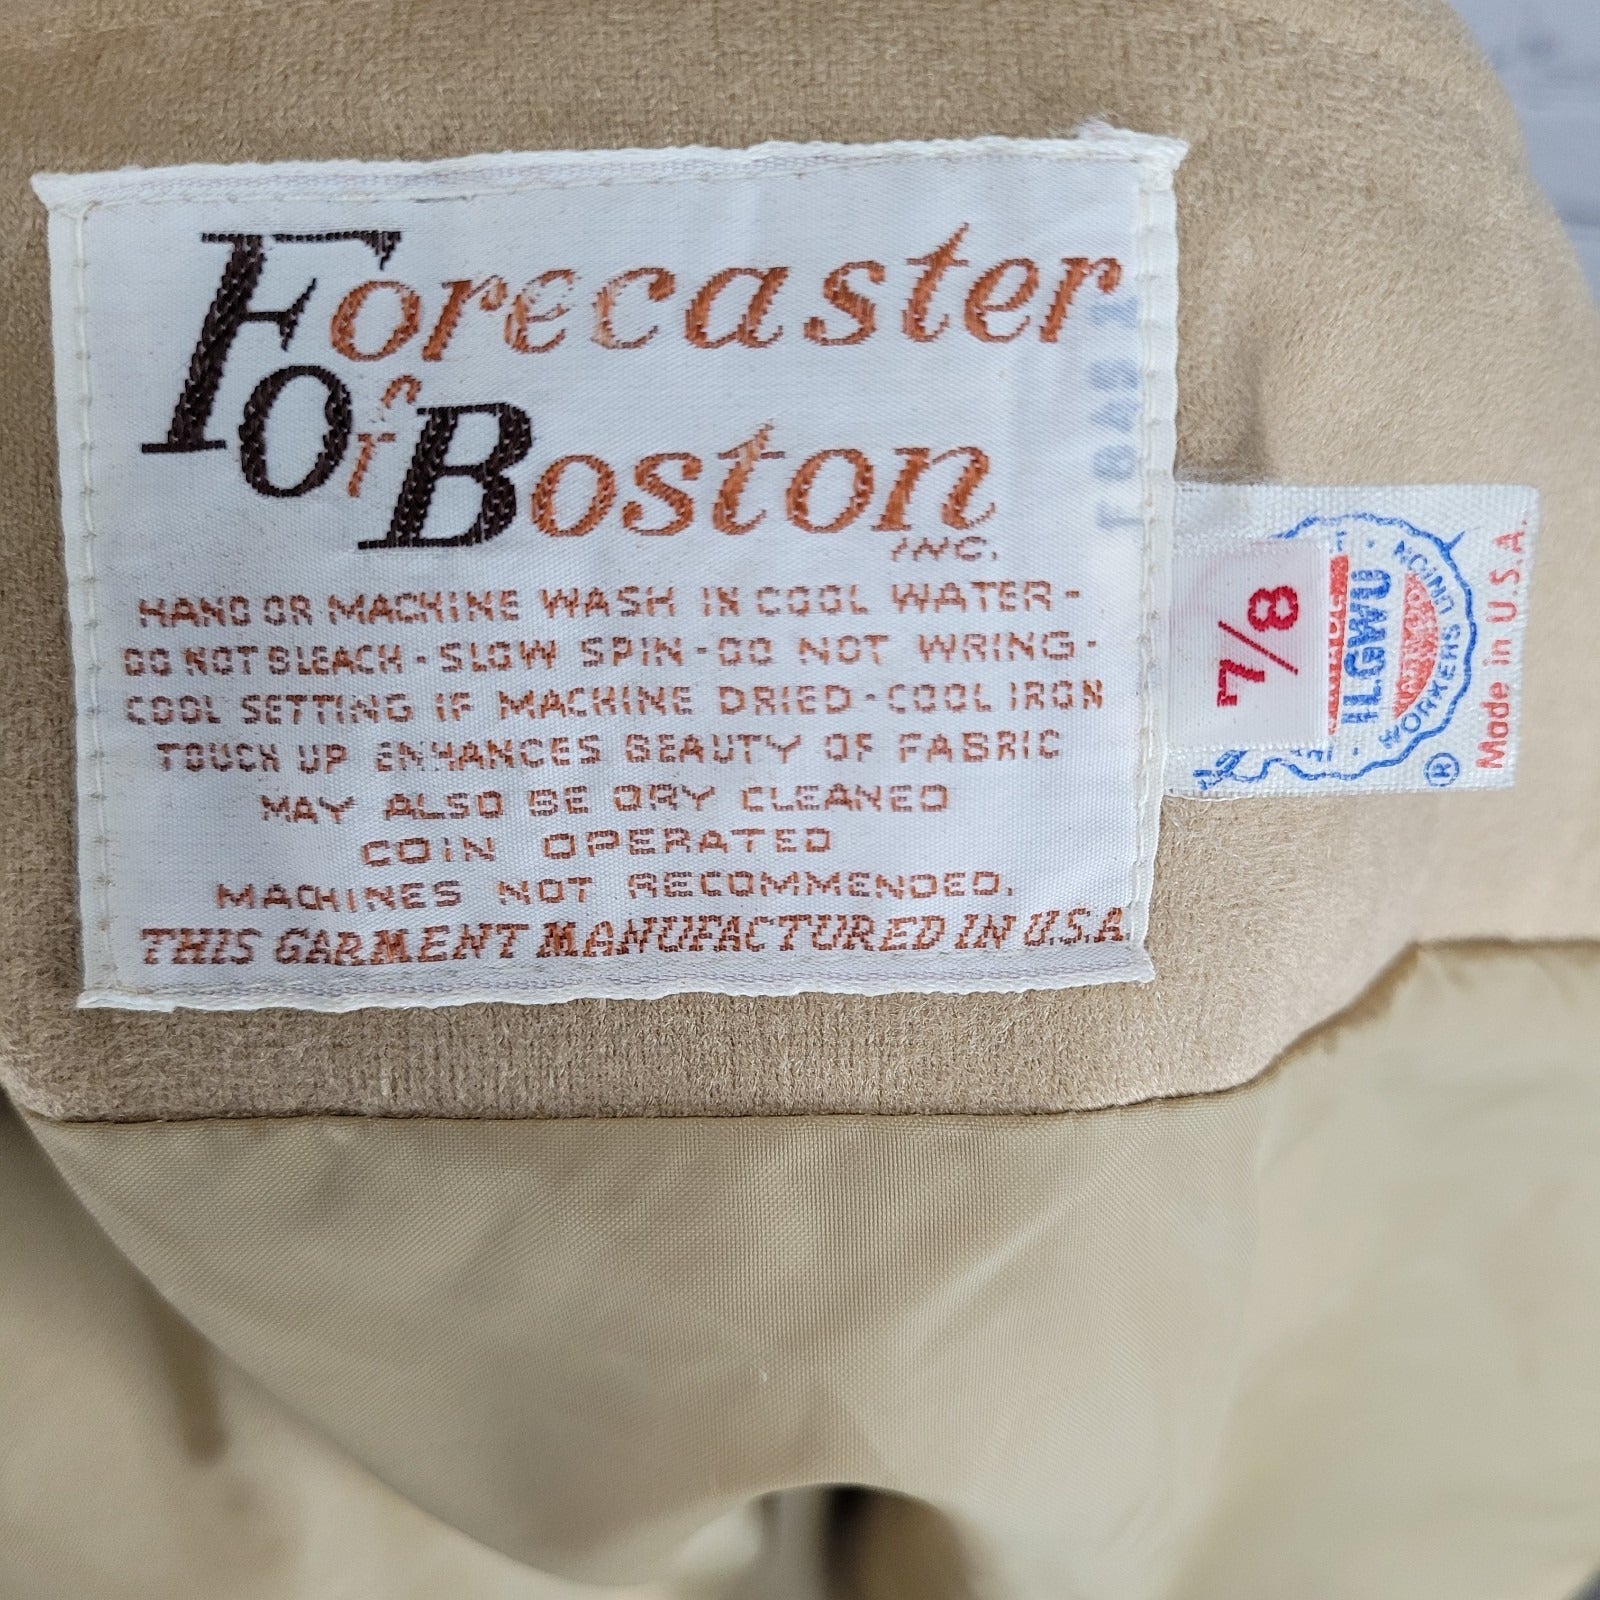 Forecaster
Of Boston
INC.
HAND OR MACHINE WASH IN COOL WATER-
DO NOT BLEACH - SLOW SPIN - DO NOT WRING -
COOL SETTING IF MACHINE DRIED - COOL IRON
TOUCH UP ENHANCES BEAUTY OF FABRIC
MAY ALSO BE DRY CLEANED
COIN OPERATED
MACHINES NOT RECOMMENDED.
THIS GARMENT MANUFACTURED IN U.S.A.
7/8
ILGWU
UNION
WORKERS
®
Made in U.S.A.